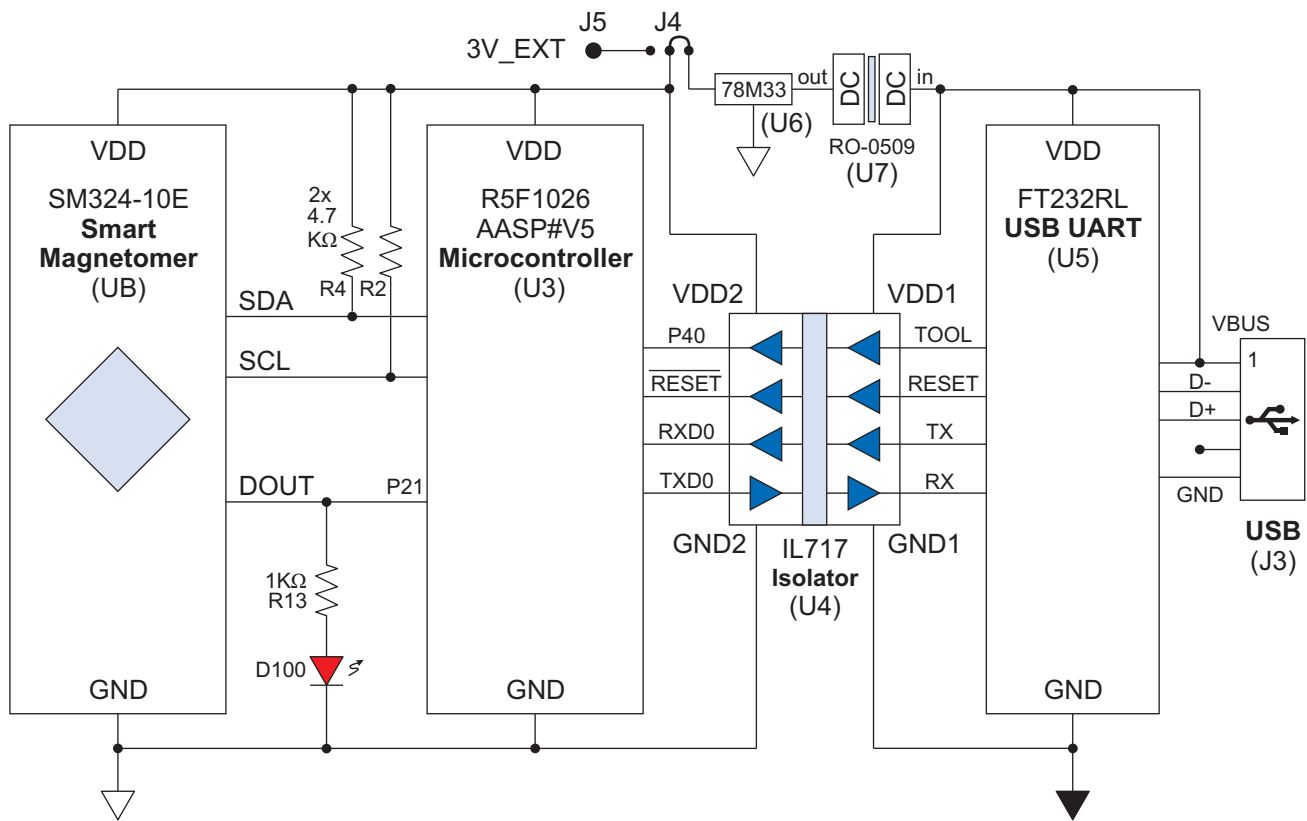 J5
J4
3V_EXT
78M33
(U6)
out
DC
DC
in
RO-0509
(U7)
VDD
SM324-10E
Smart
Magnetomer
(UB)
GND
2x
4.7
KΩ
R4
R2
SDA
SCL
DOUT
P21
1KΩ
R13
D100
VDD
R5F1026
AASP#V5
Microcontroller
(U3)
GND
VDD2
VDD1
P40
TOOL
RESET
RESET
RXD0
TX
TXD0
RX
GND2
GND1
IL717
Isolator
(U4)
VDD
FT232RL
USB UART
(U5)
GND
VBUS
1
D-
D+
GND
USB
(J3)